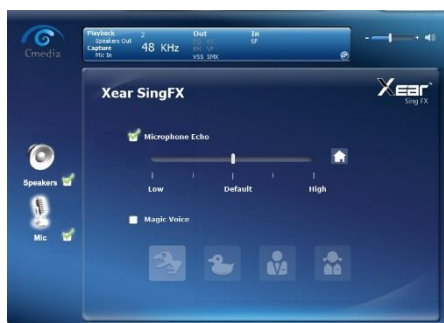 Cmedia
Playback 2
Speakers Out
Capture 48 KHz
Mic In
Out
VSS SMX
In
SF
Xear SingFX
Xear
Sing FX
Microphone Echo
Low Default High
Speakers
Mic
Magic Voice